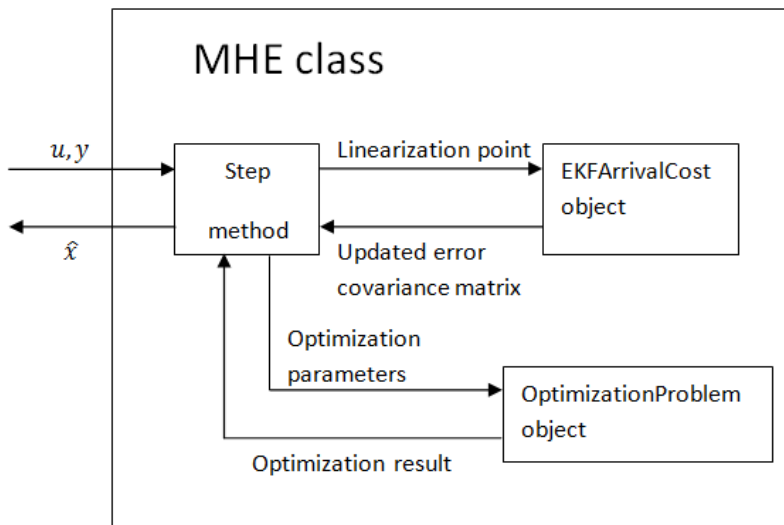 MHE class
u, y
x̂
Step
method
Linearization point
Updated error
covariance matrix
EKFArrivalCost
object
Optimization
parameters
OptimizationProblem
object
Optimization result